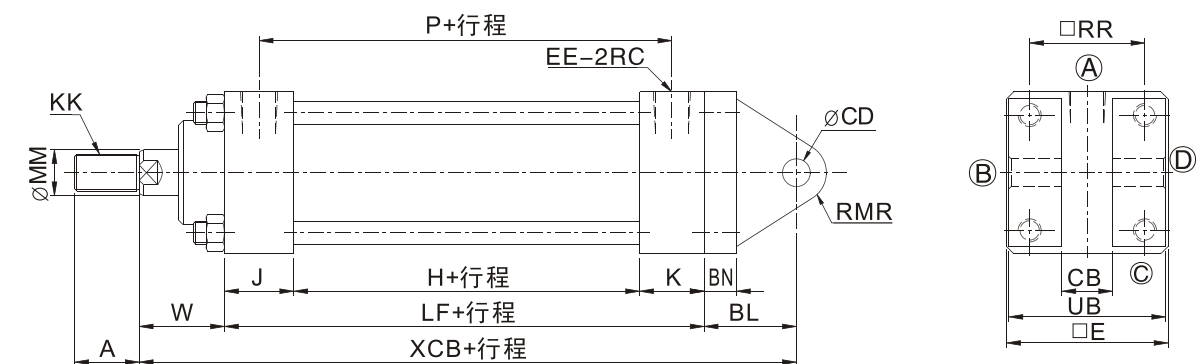 P+行程
EE-2RC
KK
ØMM
ØCD
RMR
J
H+行程
K
BN
W
LF+行程
BL
A
XCB+行程
□RR
Ⓐ
Ⓑ
Ⓓ
Ⓒ
CB
UB
□E